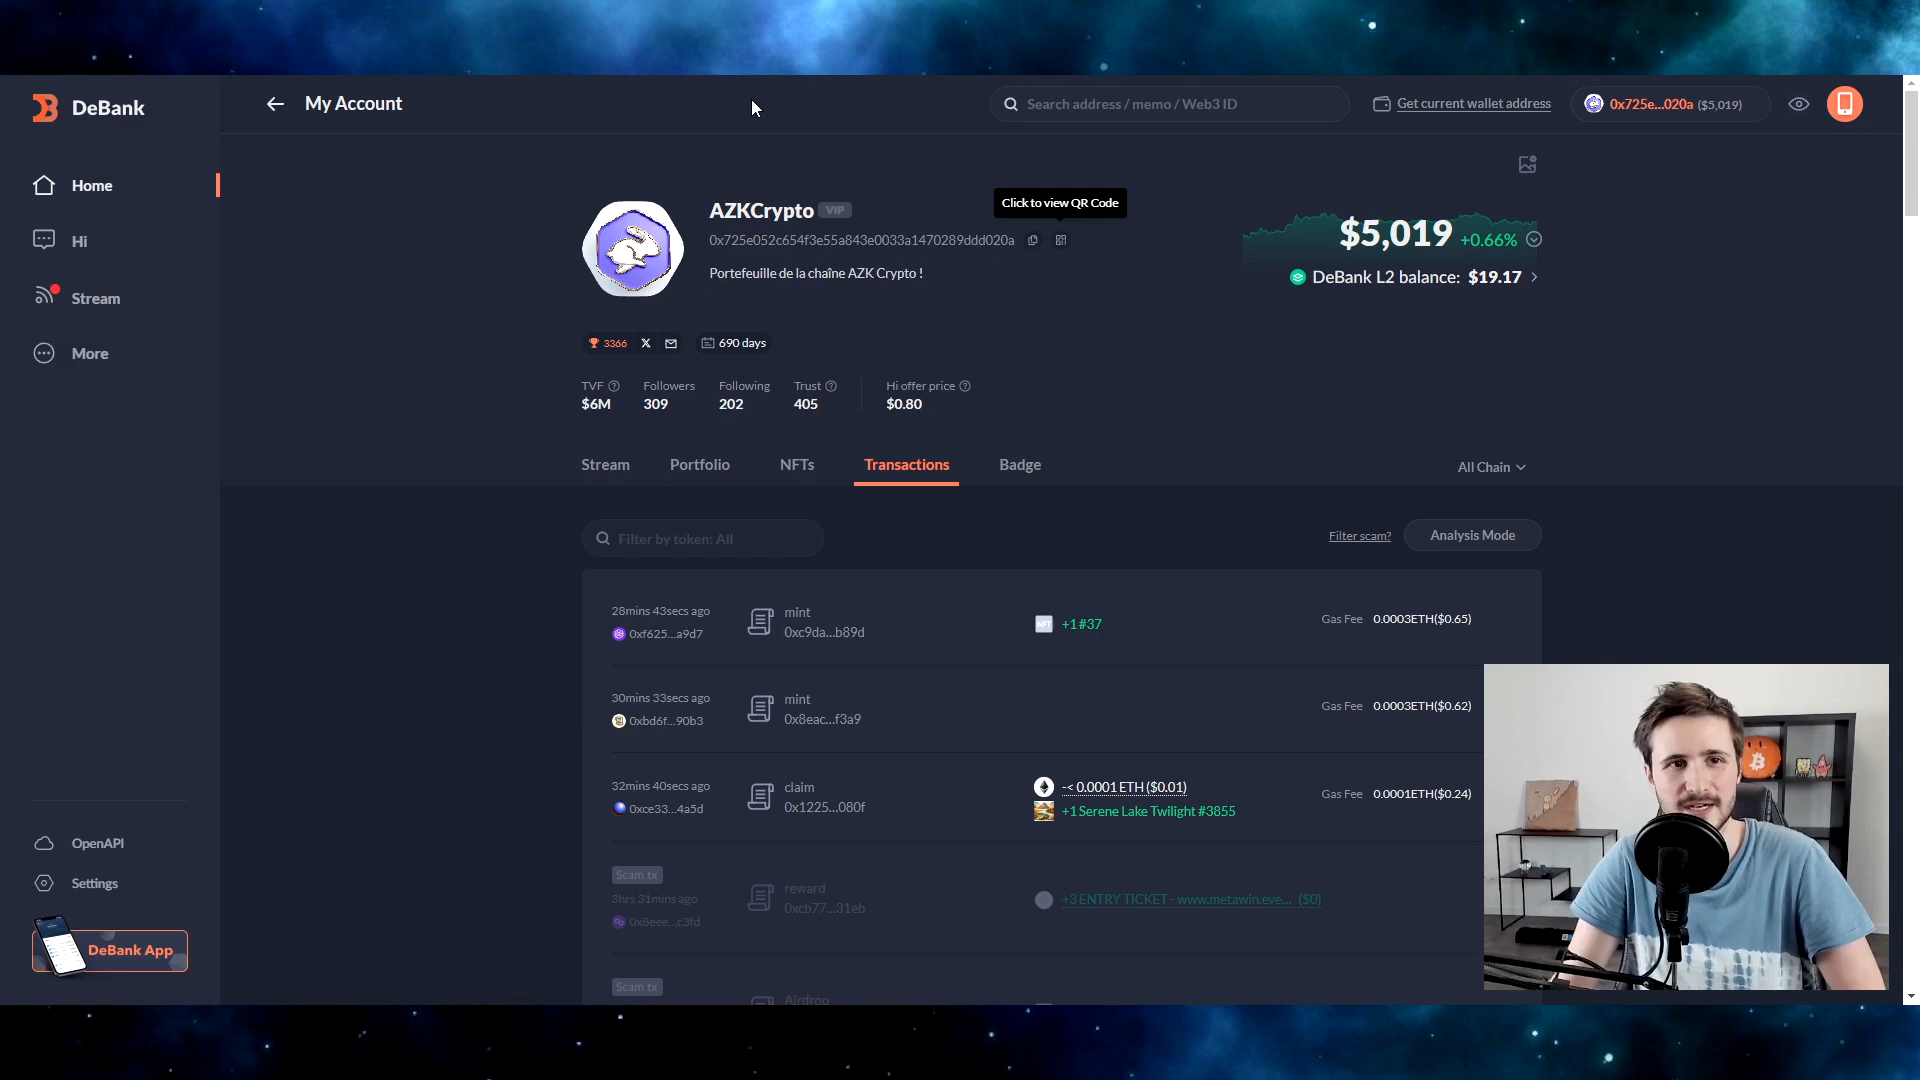 DeBank
My Account
Search address / memo / Web3 ID
Get current wallet address
0x725e...020a ($5,019)
Home
Hi
Stream
More
OpenAPI
Settings
DeBank App
Click to view QR Code
AZKCrypto VIP
0x725e052c654f3e55a843e0033a1470289ddd020a
Portefeuille de la chaîne AZK Crypto !
$5,019 +0.66%
DeBank L2 balance: $19.17
3366
690 days
TVF Followers Following Trust Hi offer price
$6M 309 202 405 $0.80
Stream Portfolio NFTs Transactions Badge All Chain
Filter by token: All
Filter scam? Analysis Mode
28mins 43secs ago
0xf625...a9d7
mint
0xc9da...b89d
NFT
+1 #37
Gas Fee 0.0003ETH($0.65)
30mins 33secs ago
0xbd6f...90b3
mint
0x8eac...f3a9
Gas Fee 0.0003ETH($0.62)
32mins 40secs ago
0xce33...4a5d
claim
0x1225...080f
-< 0.0001 ETH ($0.01)
+1 Serene Lake Twilight #3855
Gas Fee 0.0001ETH($0.24)
Scam tx
3hrs 31mins ago
0x8eee...c3fd
reward
0xcb77...31eb
+3 ENTRY TICKET - www.metawin.eve... ($0)
Scam tx
Airdrop